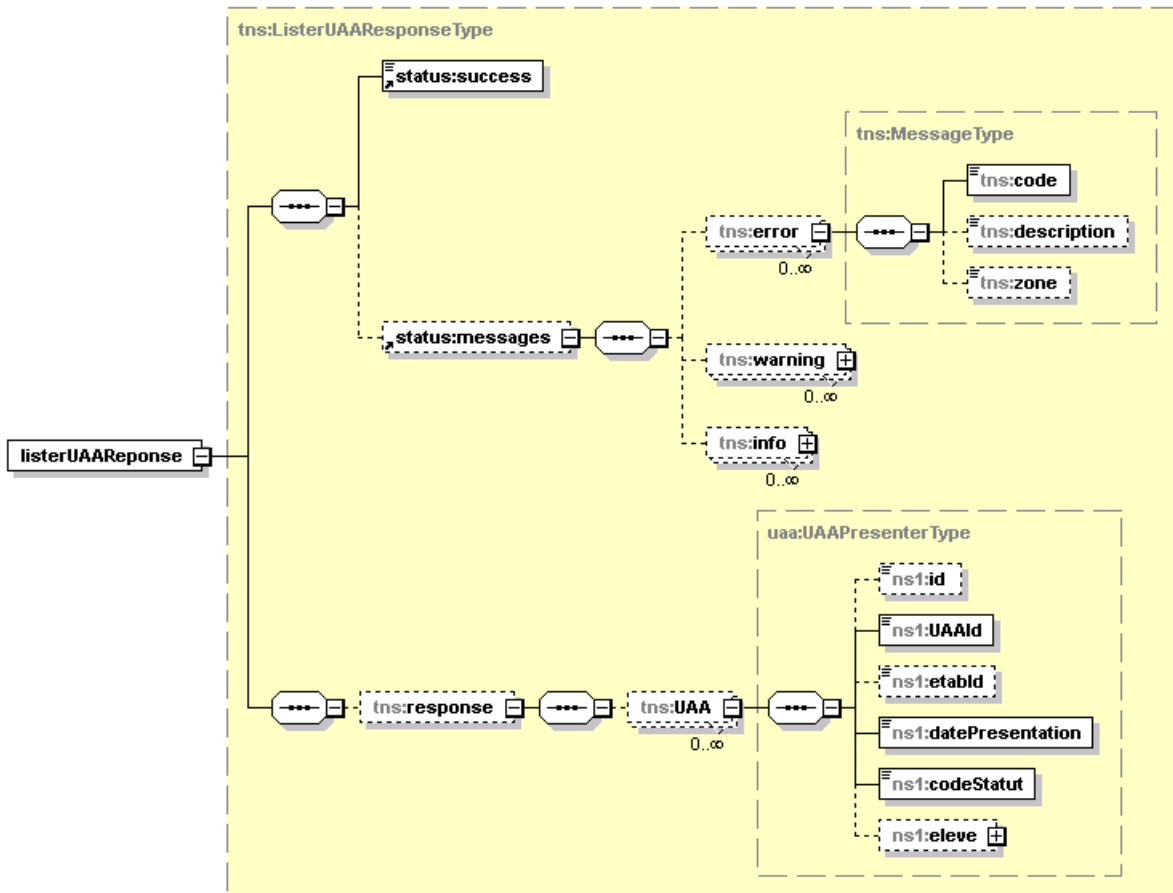 tns:ListerUAAResponseType
status:success
tns:MessageType
tns:code
tns:error
tns:description
0..∞
tns:zone
status:messages
tns:warning
0..∞
tns:info
listerUAAReponse
0..∞
uaa:UAAPresenterType
ns1:id
ns1:UAAId
ns1:etabId
tns:response
tns:UAA
0..∞
ns1:datePresentation
ns1:codeStatut
ns1:eleve